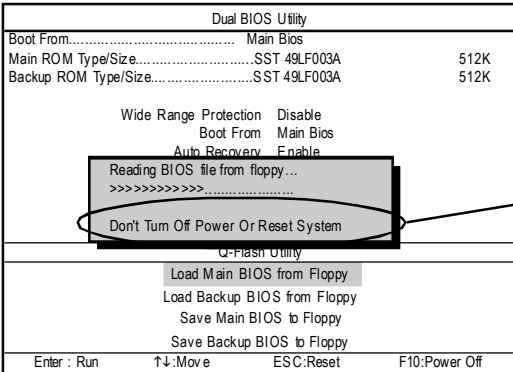 Dual BIOS Utility
Boot From..................................... Main Bios
Main ROM Type/Size..........................SST 49LF003A 512K
Backup ROM Type/Size.......................SST 49LF003A 512K
Wide Range Protection Disable
Boot From Main Bios
Auto Recovery Enable
Reading BIOS file from floppy...
>>>>>>>>>>>>>......................
Don't Turn Off Power Or Reset System
Q-Flash Utility
Load Main BIOS from Floppy
Load Backup BIOS from Floppy
Save Main BIOS to Floppy
Save Backup BIOS to Floppy
Enter : Run ↑↓:Move ESC:Reset F10:Power Off